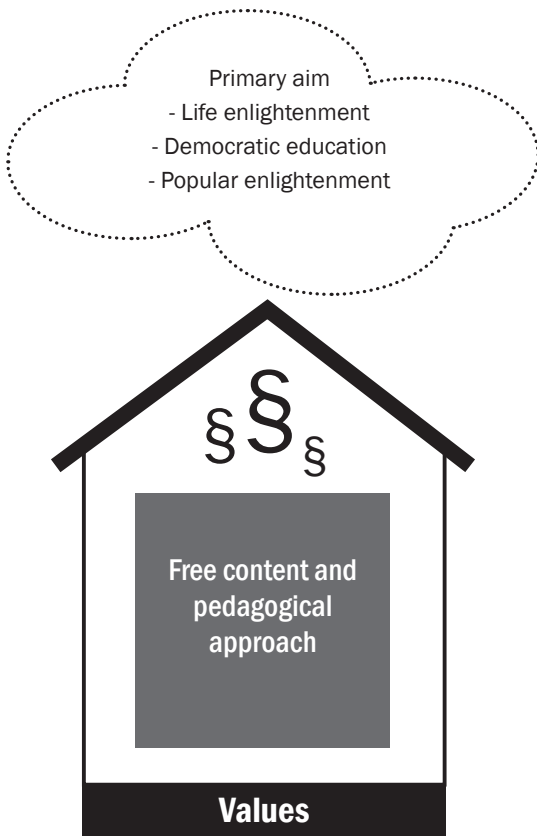 Primary aim
- Life enlightenment
- Democratic education
- Popular enlightenment
§ § §
Free content and
pedagogical
approach
Values